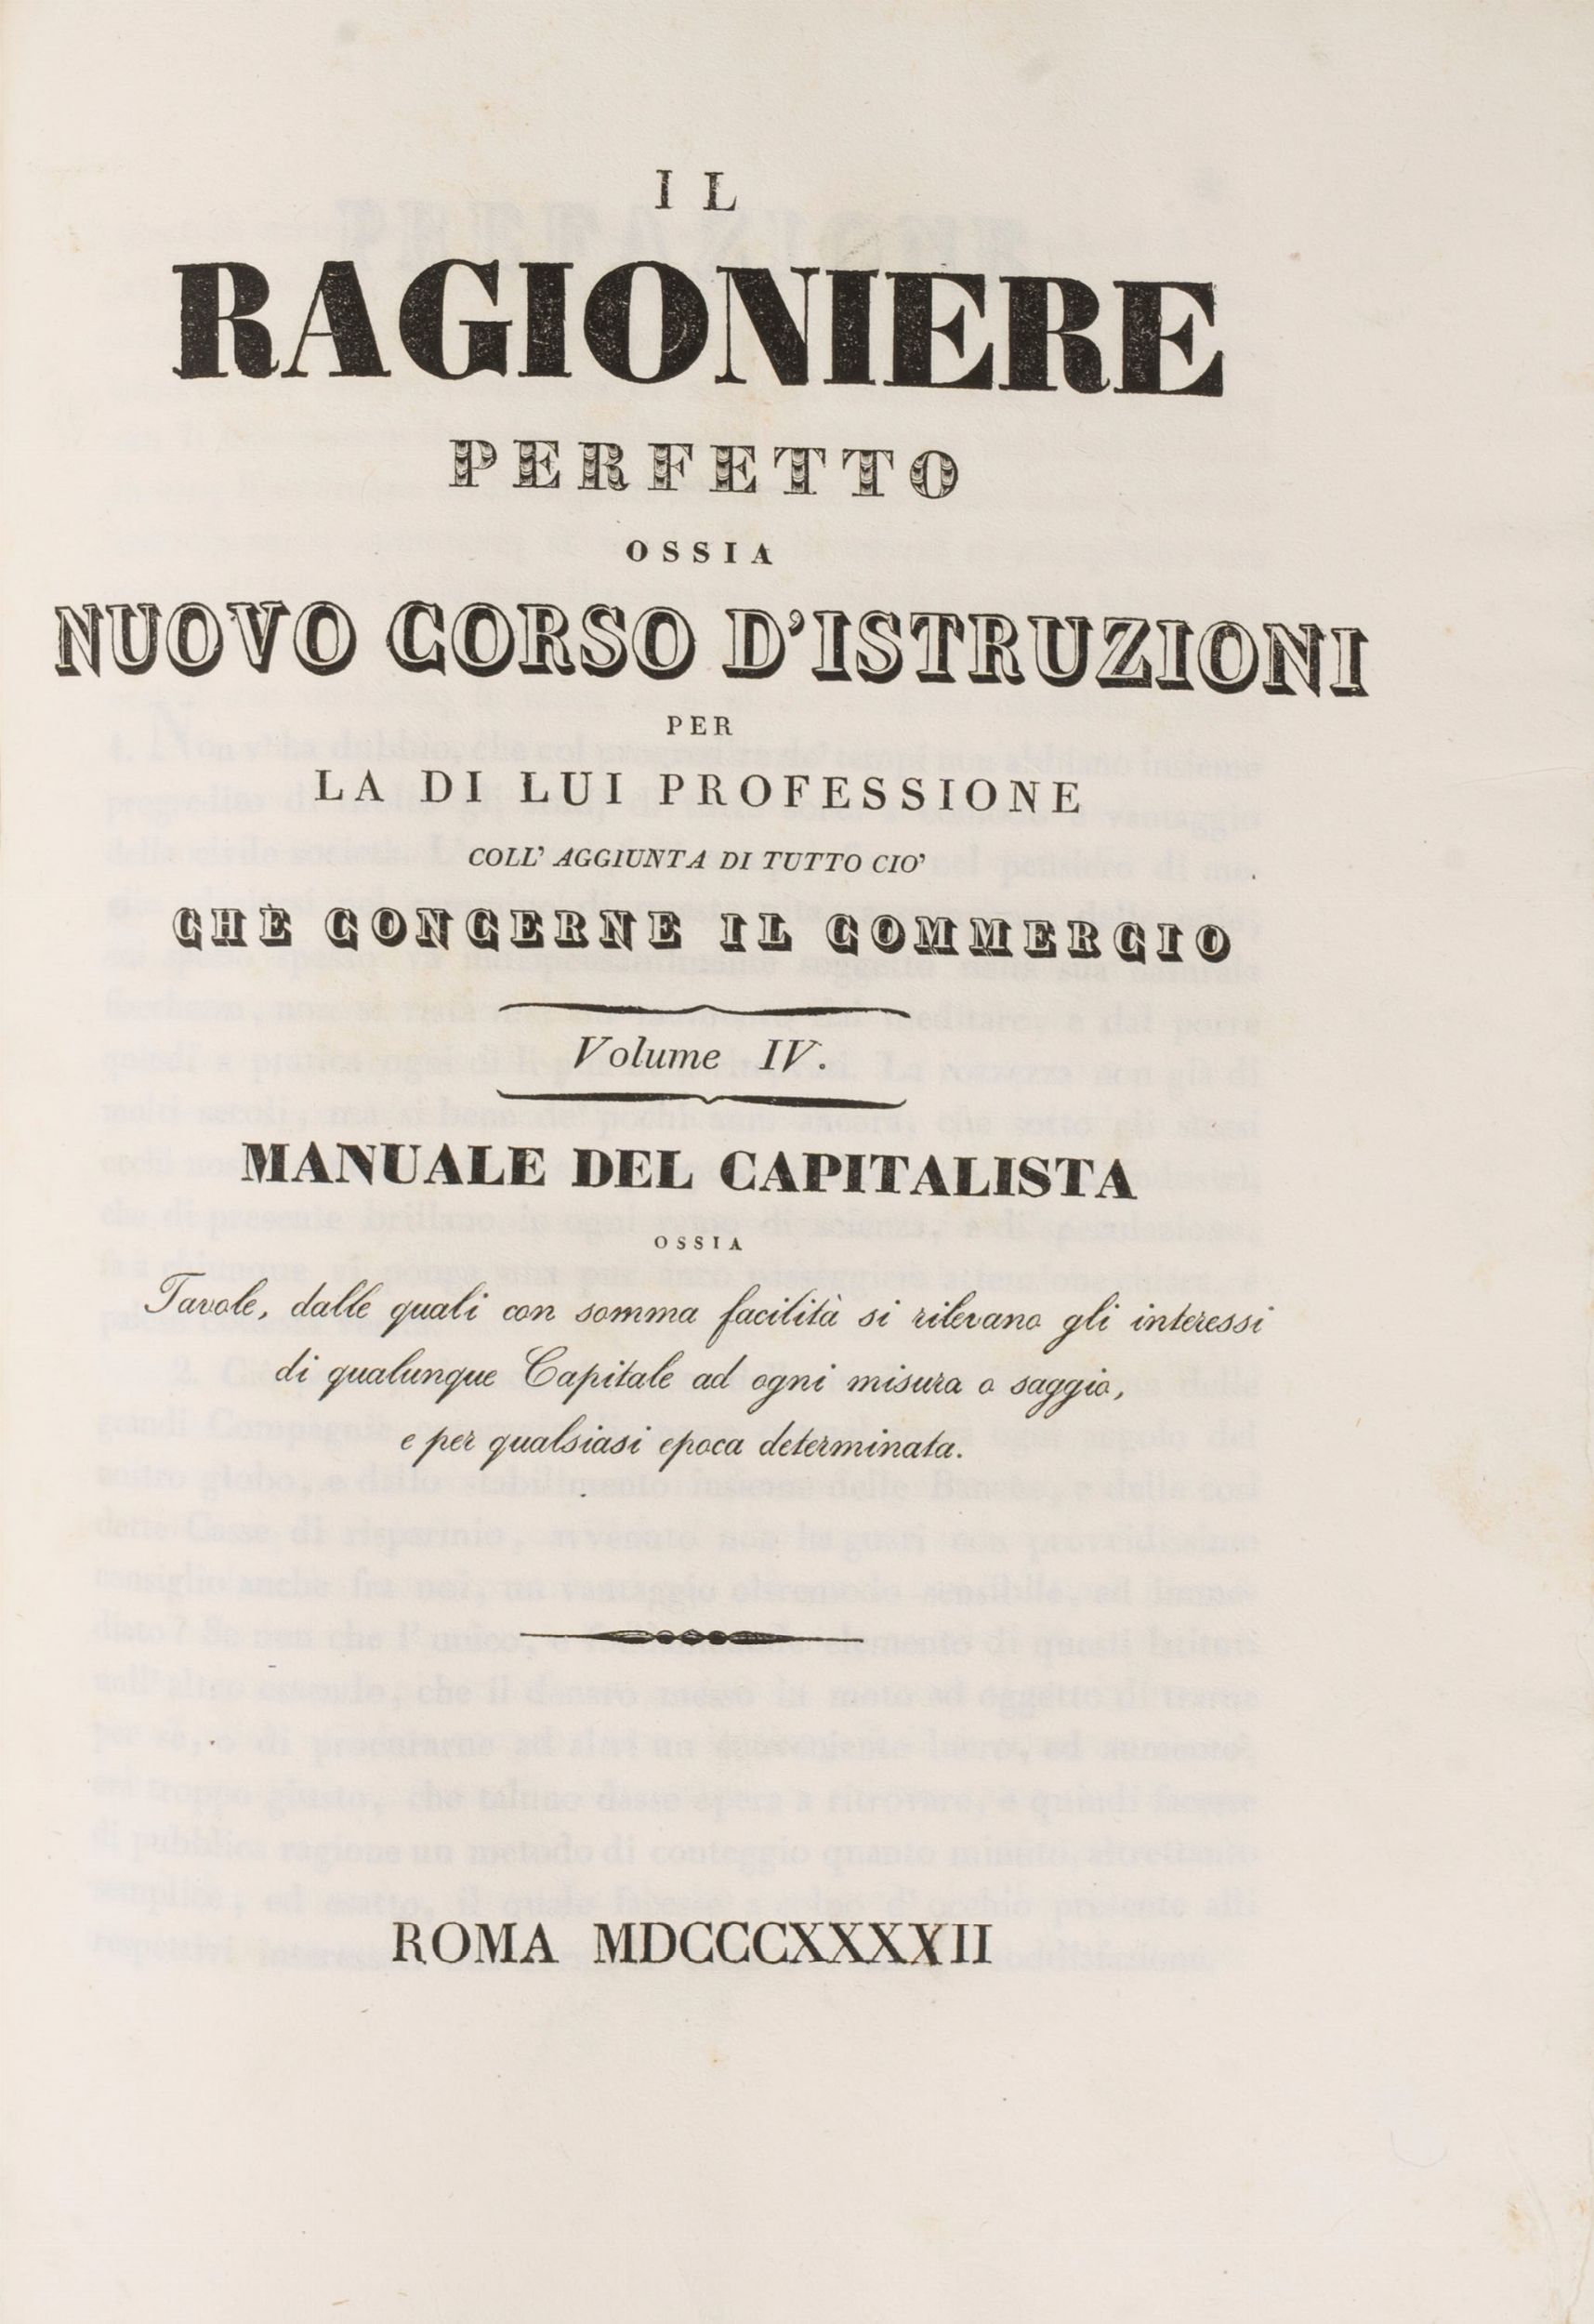 IL
RAGIONIERE
PERFETTO
OSSIA
NUOVO CORSO D'ISTRUZIONI
PER
LA DI LUI PROFESSIONE
COLL' AGGIUNTA DI TUTTO CIO'
CHE CONCERNE IL COMMERCIO
Volume IV.
MANUALE DEL CAPITALISTA
OSSIA
Tavole, dalle quali con somma facilità si rilevano gli interessi
di qualunque Capitale ad ogni misura o saggio,
e per qualsiasi epoca determinata.
ROMA MDCCCXXXXII